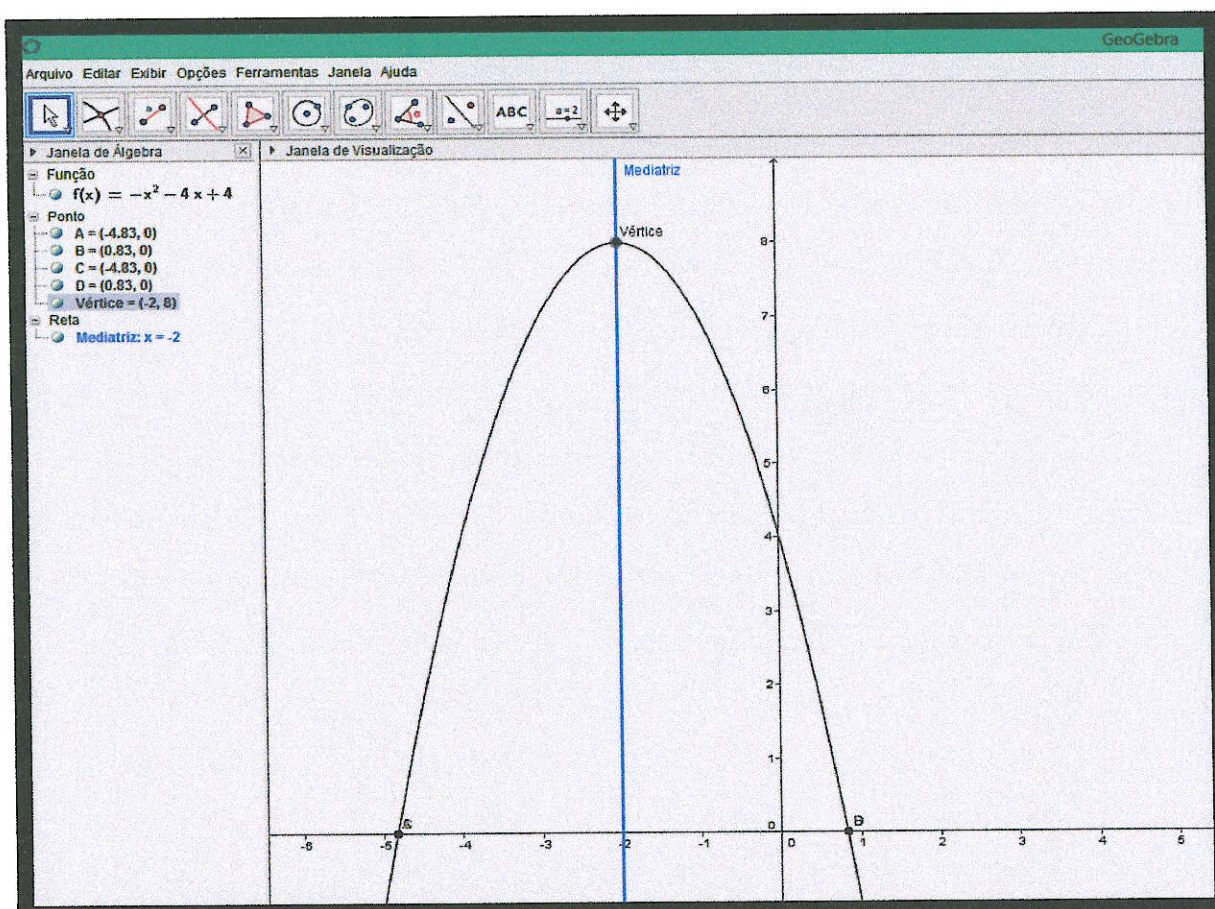 GeoGebra
Arquivo Editar Exibir Opções Ferramentas Janela Ajuda
ABC
a=2
Janela de Álgebra
Função
f(x) = −x² − 4 x + 4
Ponto
A = (-4.83, 0)
B = (0.83, 0)
C = (-4.83, 0)
D = (0.83, 0)
Vértice = (-2, 8)
Reta
Mediatriz: x = -2
Janela de Visualização
Mediatriz
Vértice
8
7
6
5
4
3
2
1
0
-6 -5 -4 -3 -2 -1 0 1 2 3 4 5